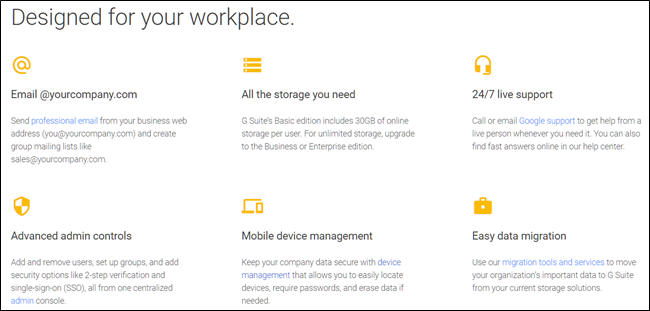 Designed for your workplace.
Email @yourcompany.com
Send professional email from your business web
address (you@yourcompany.com) and create
group mailing lists like
sales@yourcompany.com.
All the storage you need
G Suite's Basic edition includes 30GB of online
storage per user. For unlimited storage, upgrade
to the Business or Enterprise edition.
24/7 live support
Call or email Google support to get help from a
live person whenever you need it. You can also
find fast answers online in our help center.
Advanced admin controls
Add and remove users, set up groups, and add
security options like 2-step verification and
single-sign-on (SSO), all from one centralized
admin console.
Mobile device management
Keep your company data secure with device
management that allows you to easily locate
devices, require passwords, and erase data if
needed.
Easy data migration
Use our migration tools and services to move
your organization's important data to G Suite
from your current storage solutions.